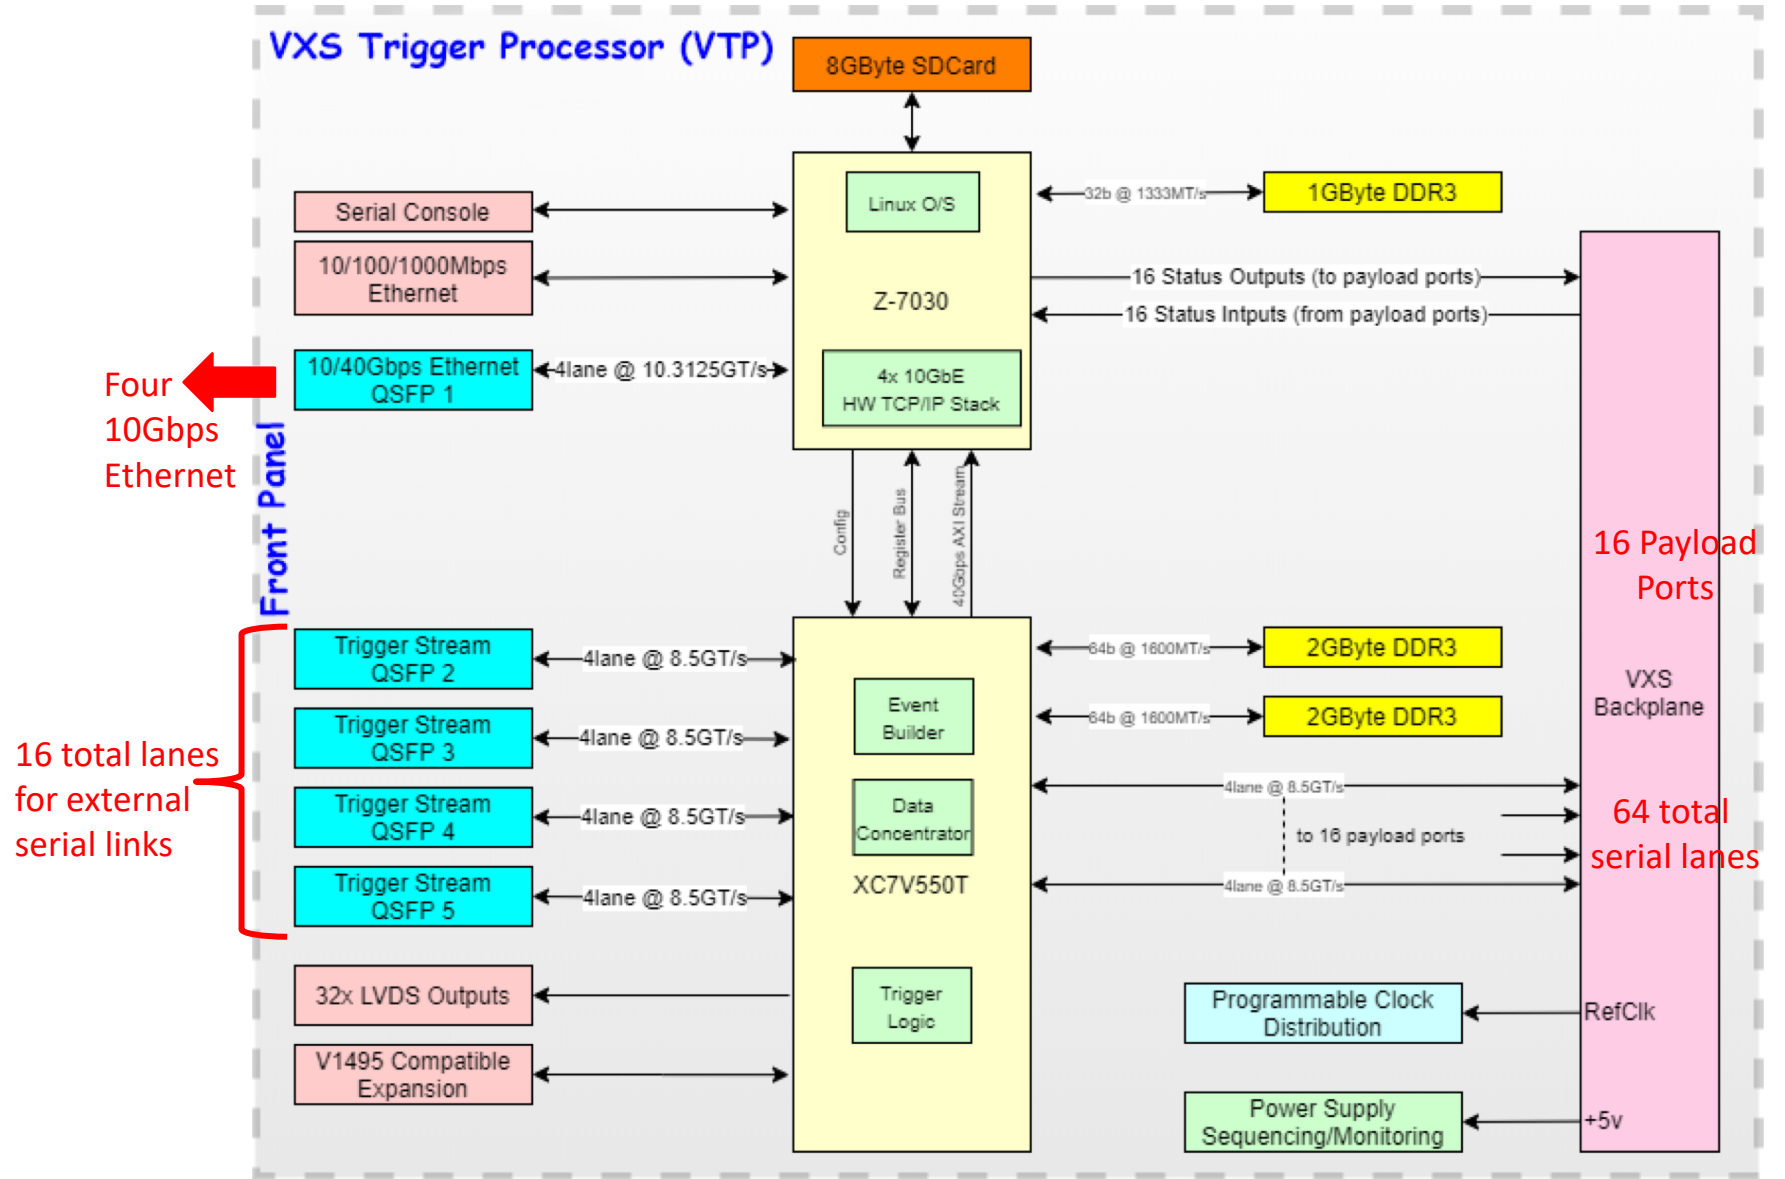 VXS Trigger Processor (VTP)
8GByte SDCard
Serial Console
10/100/1000Mbps
Ethernet
10/40Gbps Ethernet
QSFP 1
4lane @ 10.3125GT/s
Four
10Gbps
Ethernet
Front Panel
Linux O/S
Z-7030
4x 10GbE
HW TCP/IP Stack
32b @ 1333MT/s
1GByte DDR3
16 Status Outputs (to payload ports)
16 Status Intputs (from payload ports)
Config
Register Bus
40Gbps AXI Stream
16 Payload
Ports
VXS
Backplane
64 total
serial lanes
16 total lanes
for external
serial links
Trigger Stream
QSFP 2
4lane @ 8.5GT/s
Trigger Stream
QSFP 3
4lane @ 8.5GT/s
Trigger Stream
QSFP 4
4lane @ 8.5GT/s
Trigger Stream
QSFP 5
4lane @ 8.5GT/s
32x LVDS Outputs
V1495 Compatible
Expansion
Event
Builder
Data
Concentrator
XC7V550T
Trigger
Logic
64b @ 1600MT/s
2GByte DDR3
64b @ 1600MT/s
2GByte DDR3
4lane @ 8.5GT/s
to 16 payload ports
4lane @ 8.5GT/s
Programmable Clock
Distribution
RefClk
Power Supply
Sequencing/Monitoring
+5v